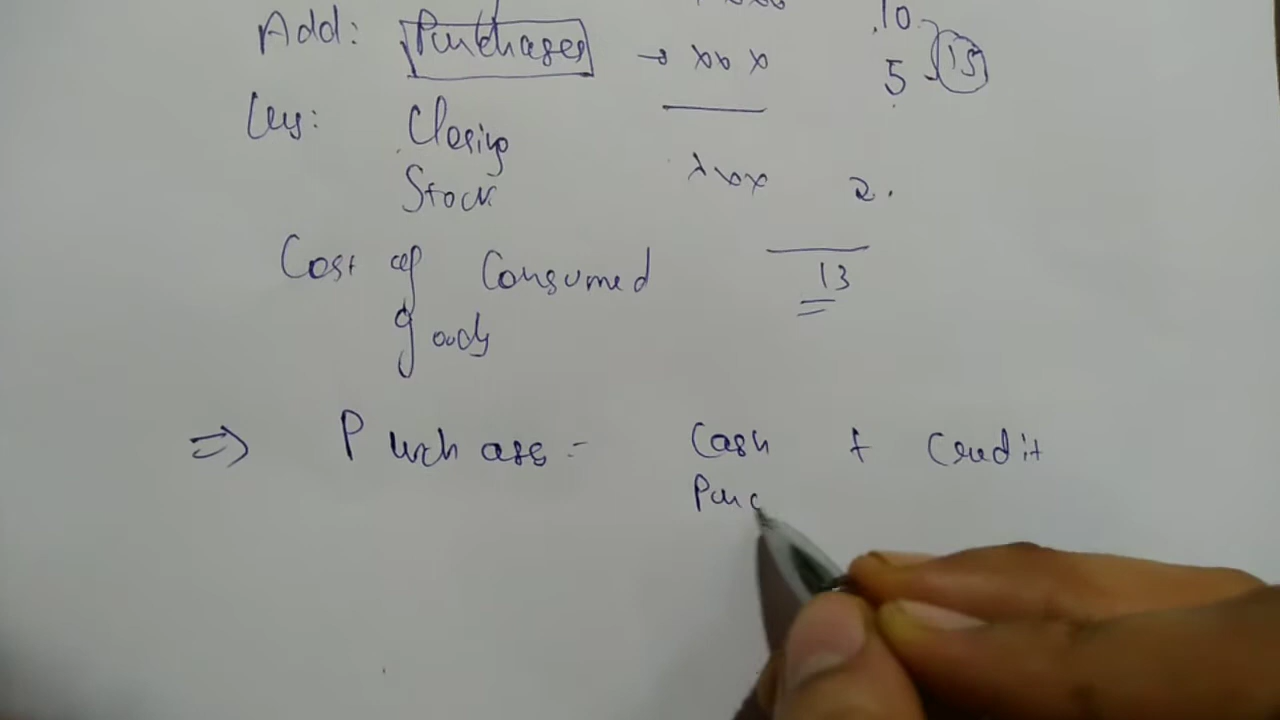 10
Add: Purchases → xxx 5 15
Less: Closing xxx
Stock 2.
Cost of Consumed 13
goods
⇒ Purchases = Cash + Credit
Purc